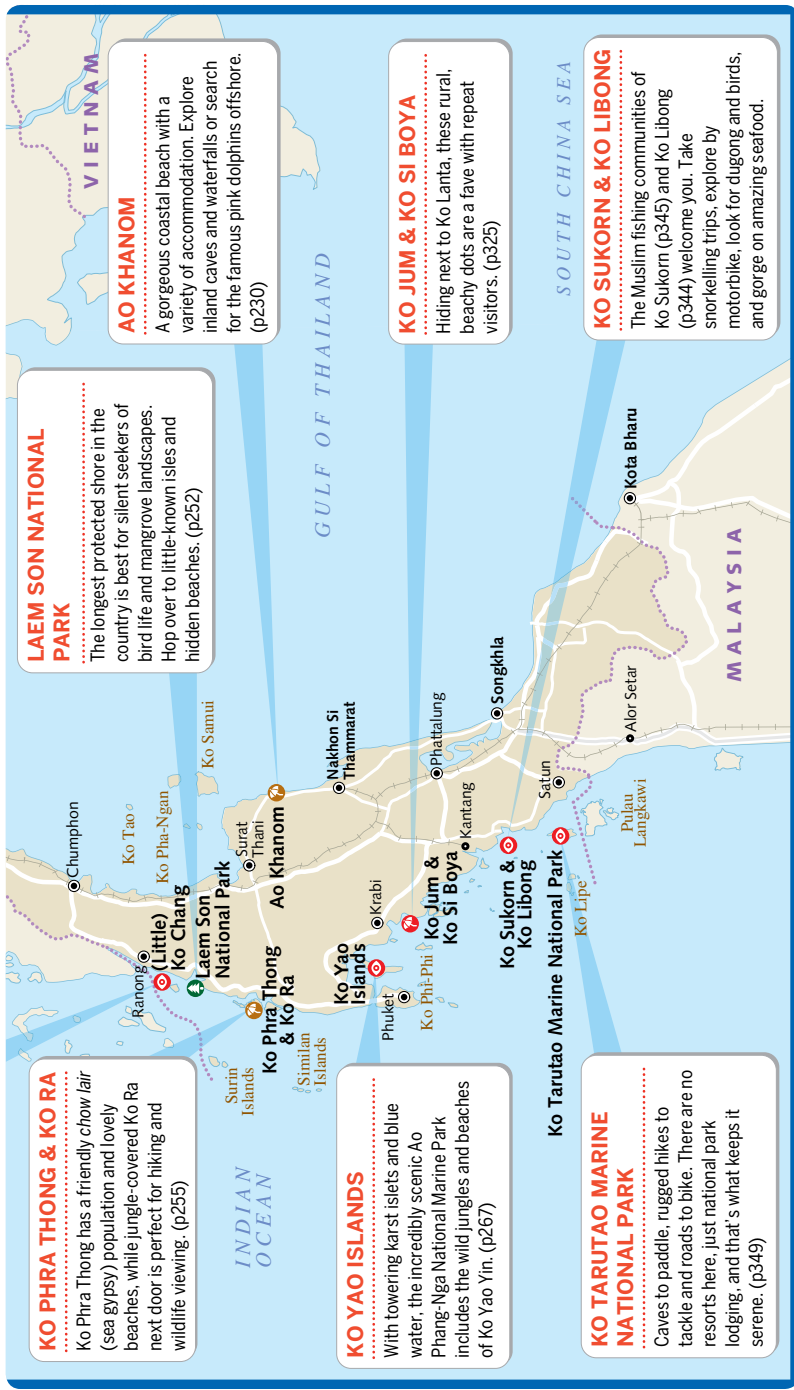 KO PHRA THONG & KO RA
Ko Phra Thong has a friendly chow lair
(sea gypsy) population and lovely
beaches, while jungle-covered Ko Ra
next door is perfect for hiking and
wildlife viewing. (p255)
KO YAO ISLANDS
With towering karst islets and blue
water, the incredibly scenic Ao
Phang-Nga National Marine Park
includes the wild jungles and beaches
of Ko Yao Yin. (p267)
KO TARUTAO MARINE
NATIONAL PARK
Caves to paddle, rugged hikes to
tackle and roads to bike. There are no
resorts here, just national park
lodging, and that's what keeps it
serene. (p349)
LAEM SON NATIONAL
PARK
The longest protected shore in the
country is best for silent seekers of
bird life and mangrove landscapes.
Hop over to little-known isles and
hidden beaches. (p252)
AO KHANOM
A gorgeous coastal beach with a
variety of accommodation. Explore
inland caves and waterfalls or search
for the famous pink dolphins offshore.
(p230)
KO JUM & KO SI BOYA
Hiding next to Ko Lanta, these rural,
beachy dots are a fave with repeat
visitors. (p325)
KO SUKORN & KO LIBONG
The Muslim fishing communities of
Ko Sukorn (p345) and Ko Libong
(p344) welcome you. Take
snorkelling trips, explore by
motorbike, look for dugong and birds,
and gorge on amazing seafood.
VIETNAM
GULF OF THAILAND
SOUTH CHINA SEA
INDIAN
OCEAN
MALAYSIA
Chumphon
Ko Tao
Ko Pha-Ngan
Ko Samui
Ranong
(Little)
Ko Chang
Laem Son
National Park
Surat
Thani
Ao Khanom
Ko Phra Thong
& Ko Ra
Surin
Islands
Similan
Islands
Nakhon Si
Thammarat
Ko Yao
Islands
Krabi
Phuket
Ko Phi-Phi
Ko Jum &
Ko Si Boya
Phattalung
Kantang
Songkhla
Ko Sukorn &
Ko Libong
Satun
Ko Tarutao Marine National Park
Ko Lipe
Pulau
Langkawi
Alor Setar
Kota Bharu